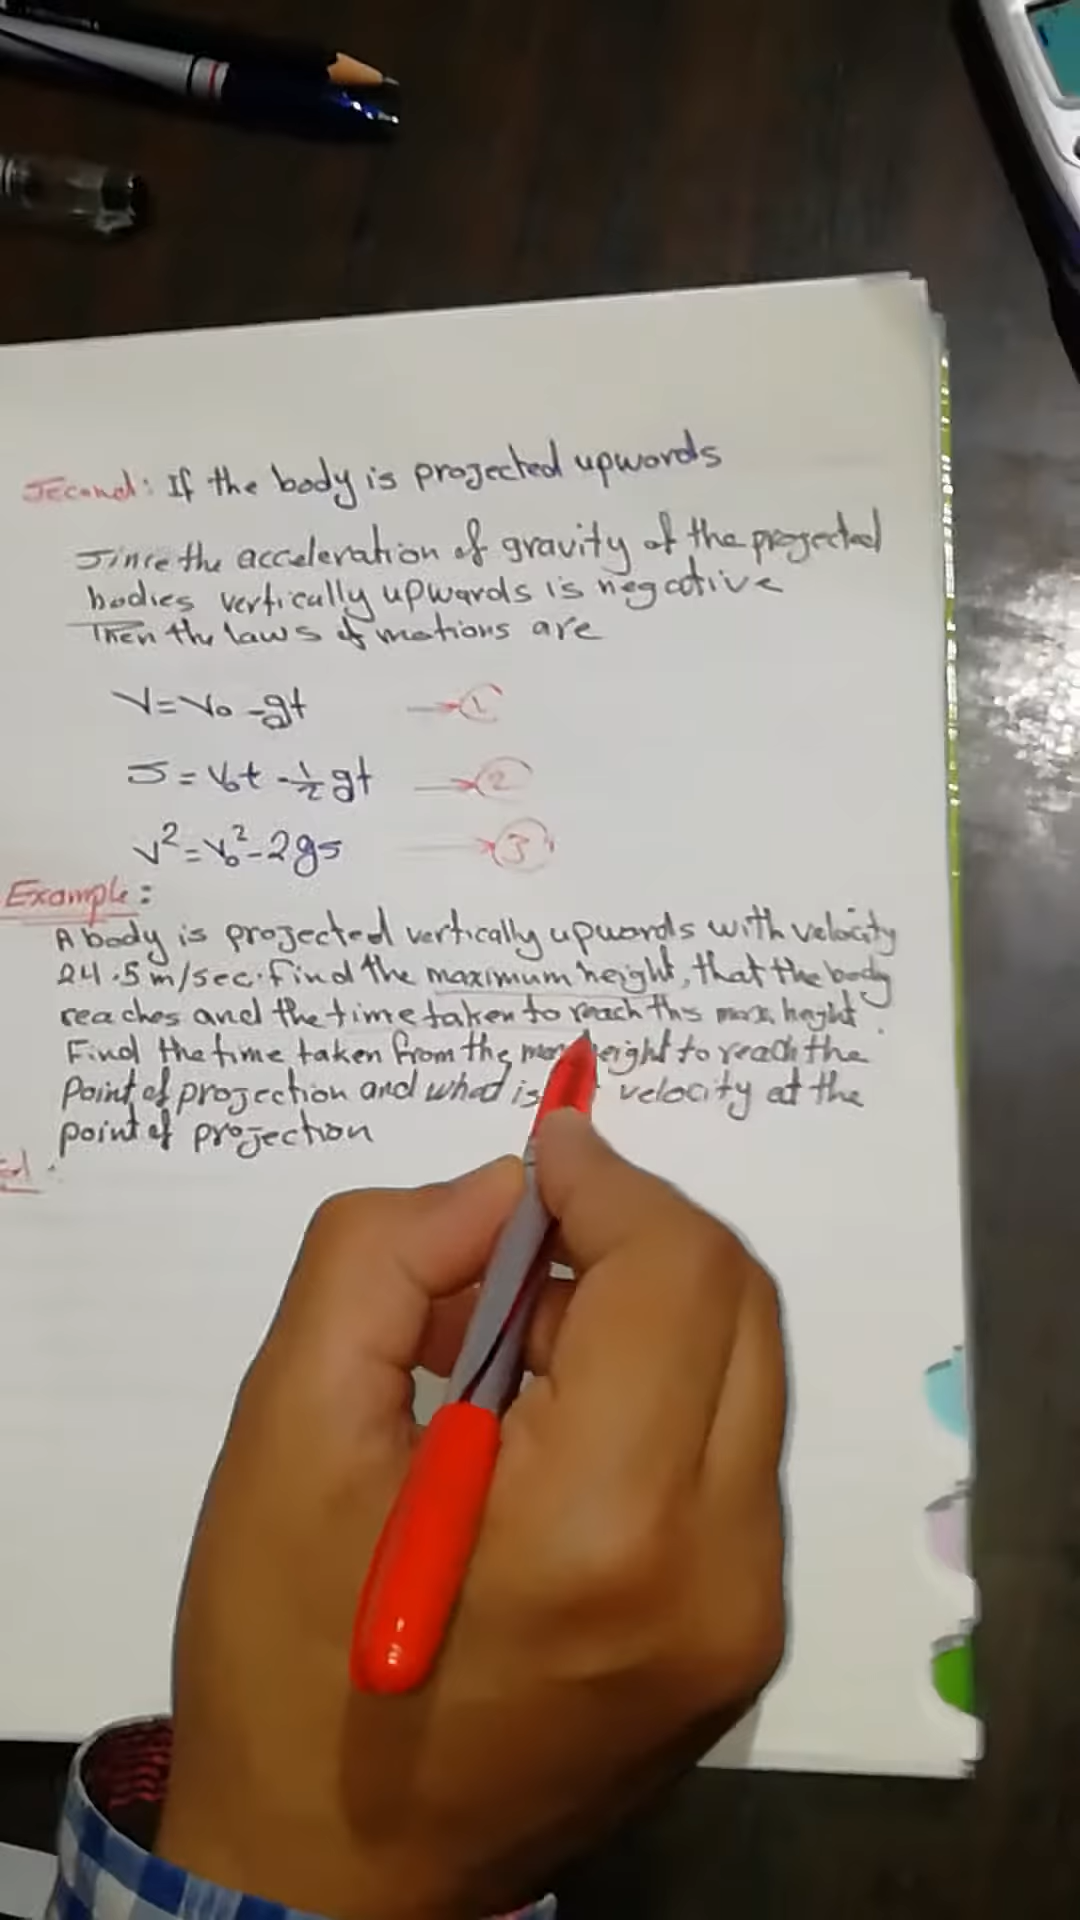 Second: If the body is projected upwords
Since the acceleration of gravity of the projected
bodies vertically upwards is negative
Then the laws of motions are
V=V₀-gt →①
S=V₀t-½gt →②
V²=V₀²-2gs →③
Example:
A body is projected vertically upwords with velocity
24.5m/sec. Find the maximum height, that the body
reaches and the time taken to reach this max. height.
Find the time taken from the height to reach the
point of projection and what is velocity at the
point of projection